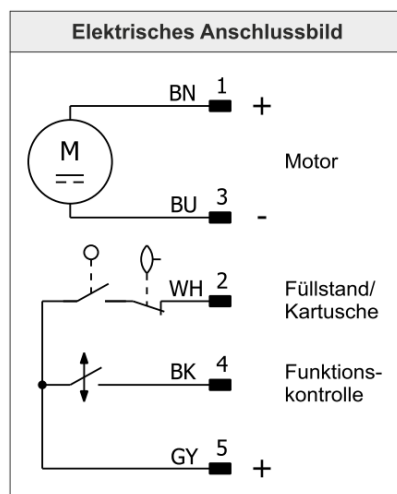 Elektrisches Anschlussbild
BN 1 +
M
Motor
BU 3 -
WH 2
Füllstand/
Kartusche
BK 4
Funktions-
kontrolle
GY 5 +